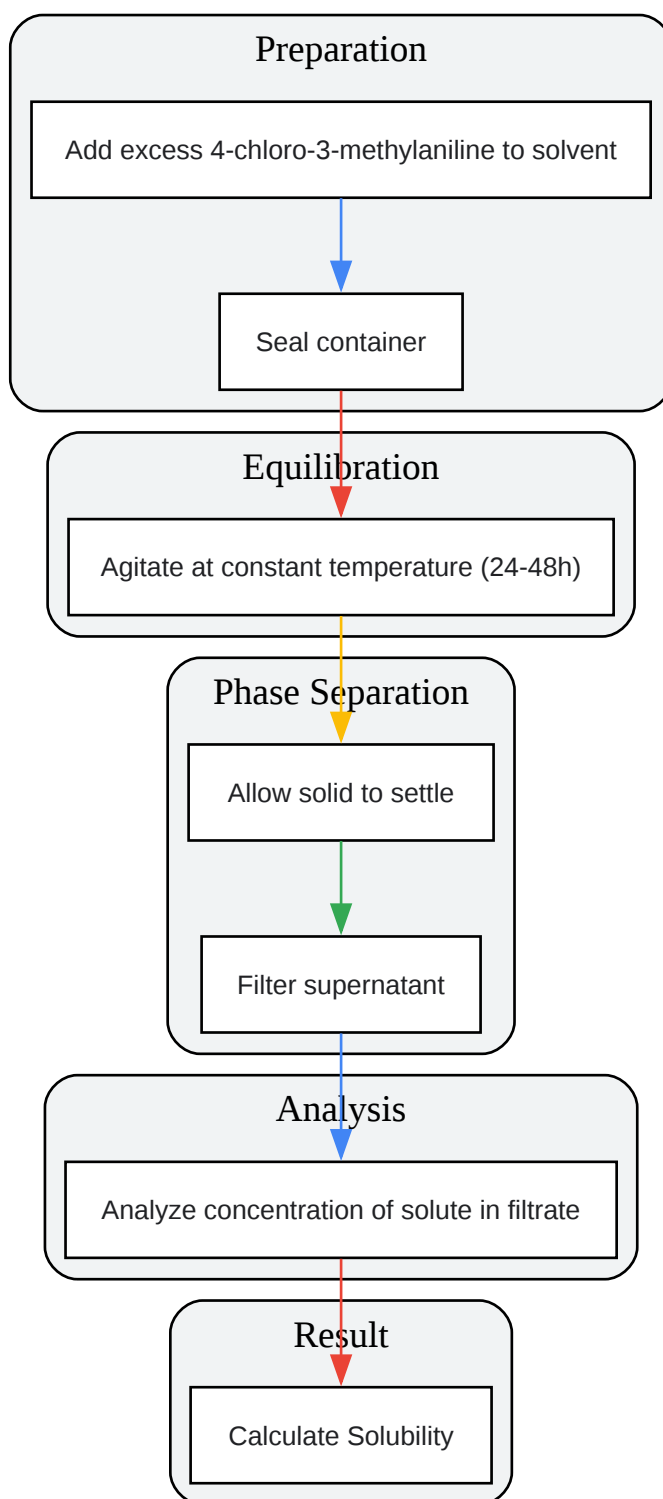 Preparation
Add excess 4-chloro-3-methylaniline to solvent
Seal container
Equilibration
Agitate at constant temperature (24-48h)
Phase Separation
Allow solid to settle
Filter supernatant
Analysis
Analyze concentration of solute in filtrate
Result
Calculate Solubility